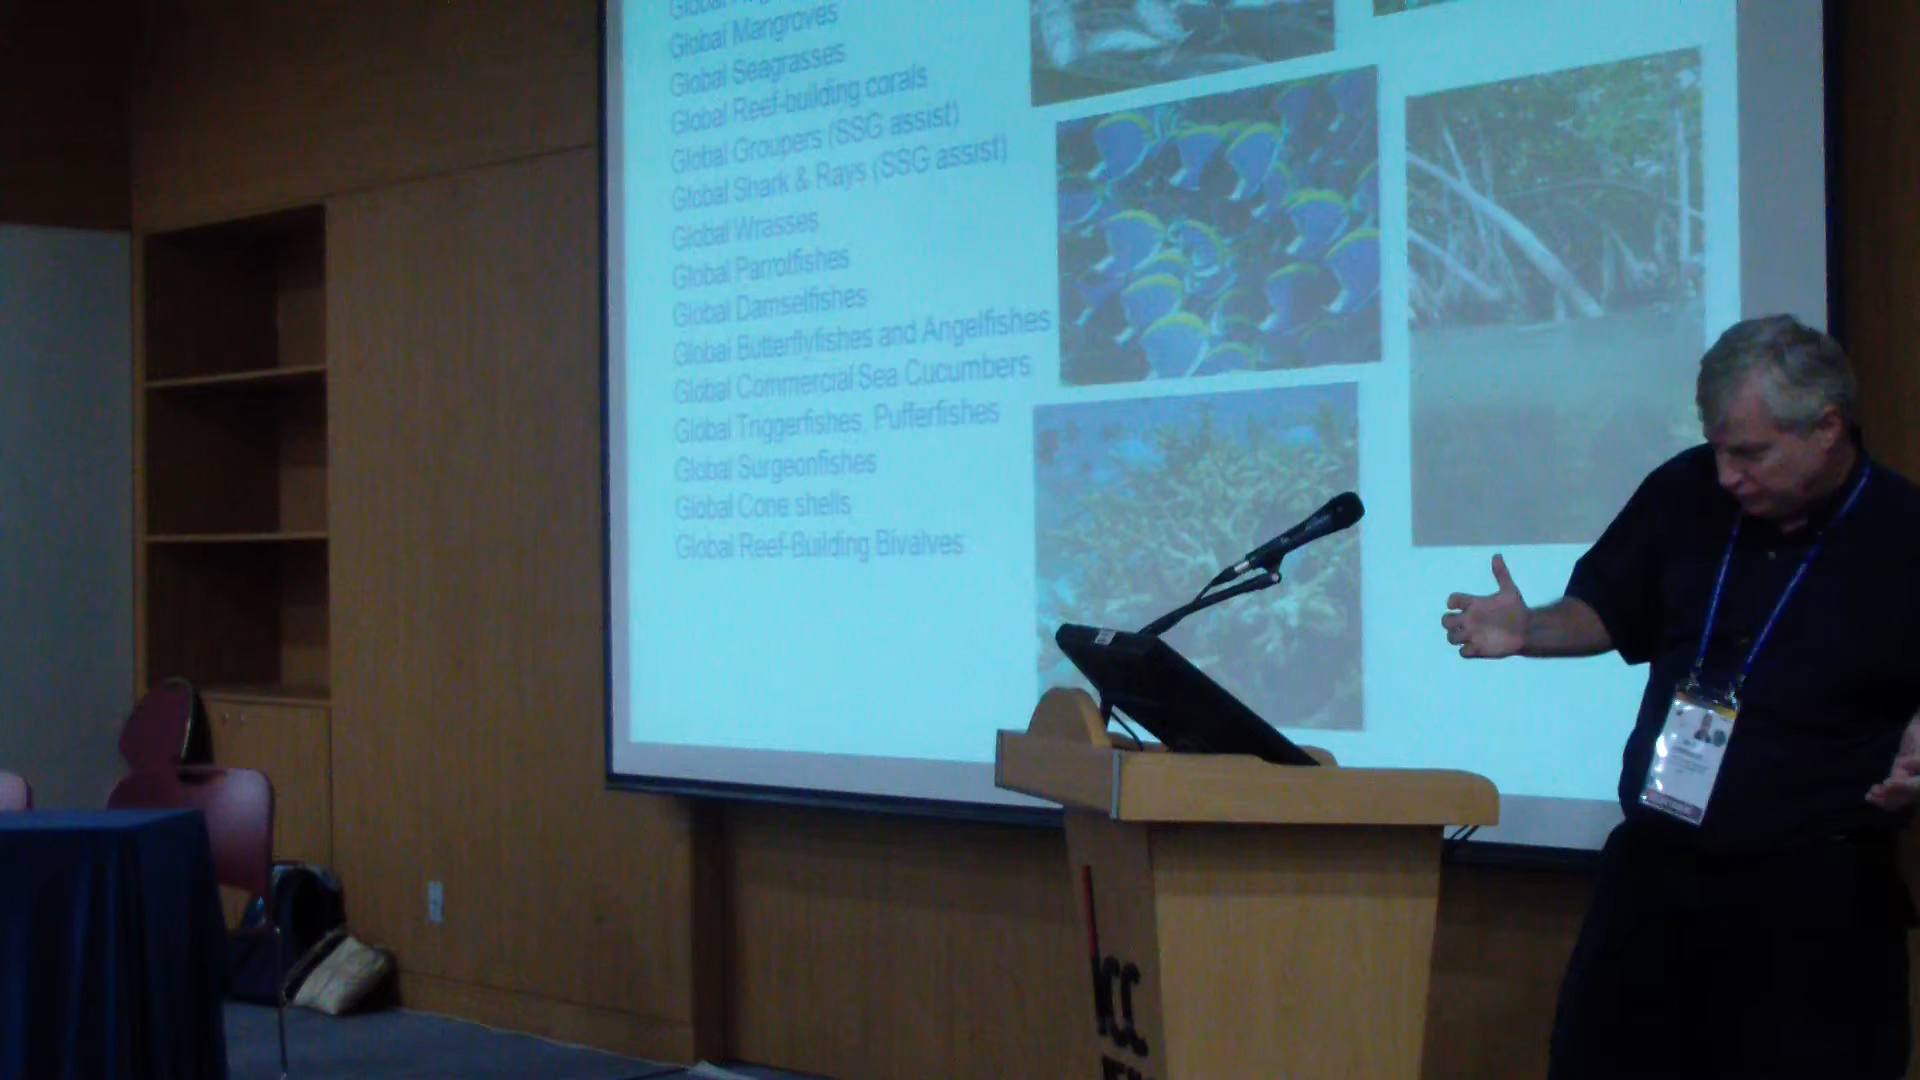 Global
Global Mangroves
Global Seagrasses
Global Reef-building corals
Global Groupers (SSG assist)
Global Shark & Rays (SSG assist)
Global Wrasses
Global Parrotfishes
Global Damselfishes
Global Butterflyfishes and Angelfishes
Global Commercial Sea Cucumbers
Global Triggerfishes, Pufferfishes
Global Surgeonfishes
Global Cone shells
Global Reef-Building Bivalves
ICC